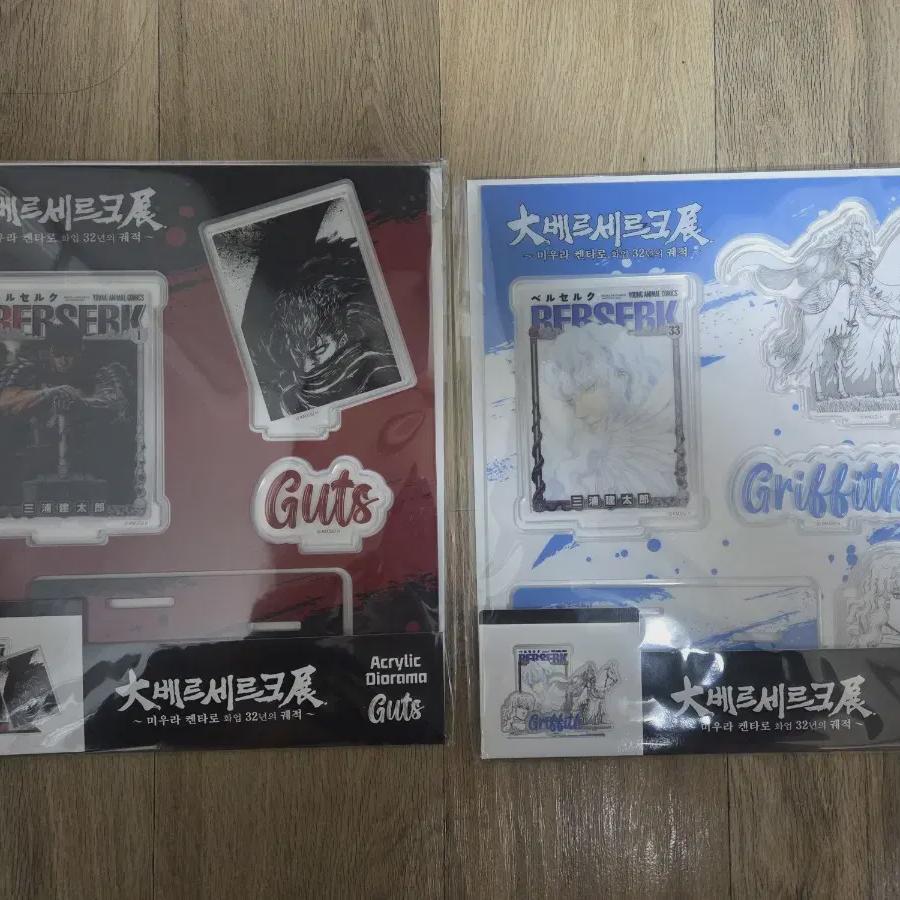 베르세르크展
우라 켄타로 화업 32년의 궤적 ~
ベルセルク YOUNG ANIMAL COMICS
BERSERK
1
三浦建太郎
Guts
大베르세르크展
~ 미우라 켄타로 화업 32년의 궤적 ~
Acrylic
Diorama
Guts
大베르세르크展
~ 미우라 켄타로 화업 32년의 궤적 ~
ベルセルク YOUNG ANIMAL COMICS
BERSERK
33
三浦建太郎
Griffith
BERSERK
Griffith
大베르세르크展
~ 미우라 켄타로 화업 32년의 궤적 ~